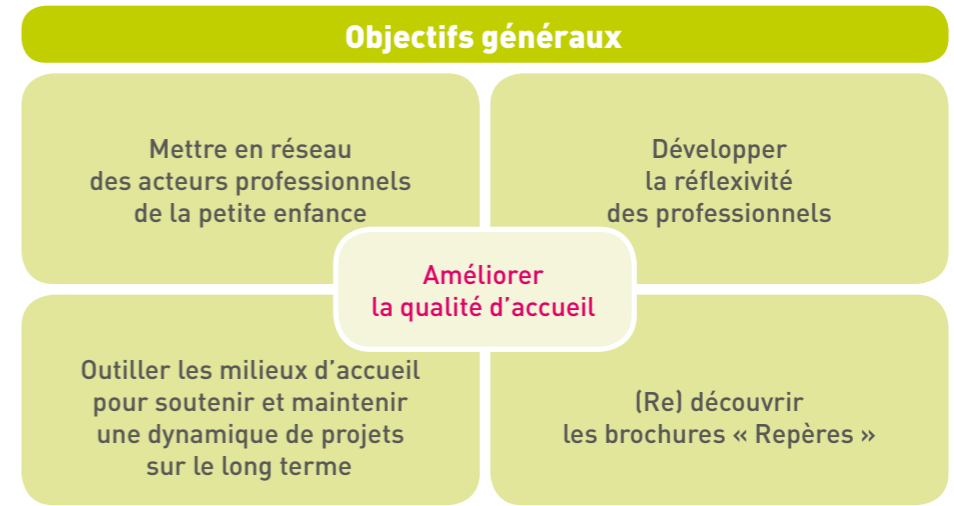 Objectifs généraux
Mettre en réseau
des acteurs professionnels
de la petite enfance
Développer
la réflexivité
des professionnels
Améliorer
la qualité d’accueil
Outiller les milieux d’accueil
pour soutenir et maintenir
une dynamique de projets
sur le long terme
(Re) découvrir
les brochures « Repères »